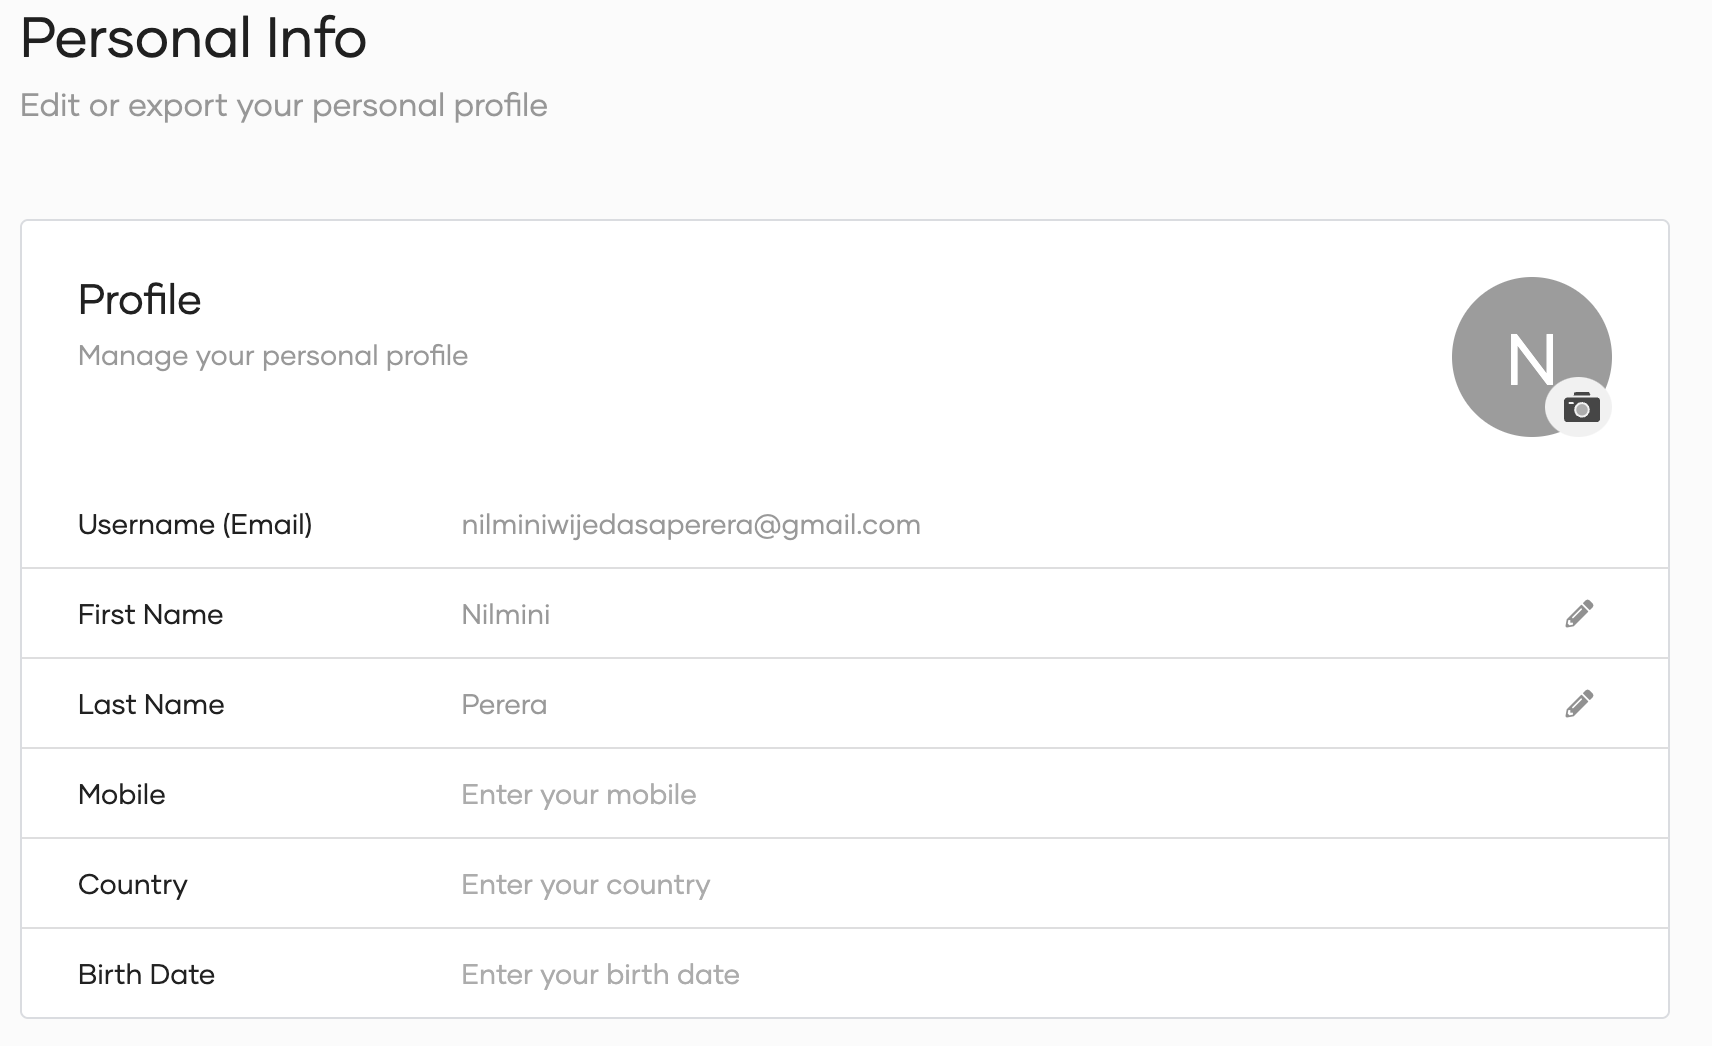 Personal Info
Edit or export your personal profile
Profile
Manage your personal profile
N
Username (Email) nilminiwijedasaperera@gmail.com
First Name Nilmini
Last Name Perera
Mobile Enter your mobile
Country Enter your country
Birth Date Enter your birth date